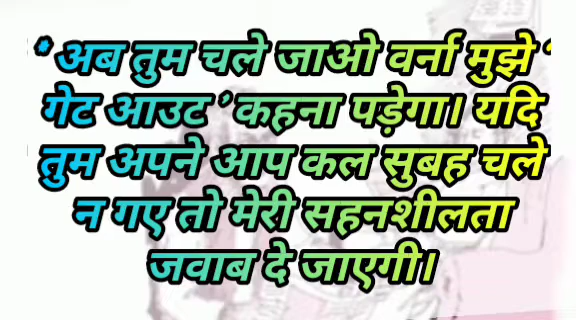 * अब तुम चले जाओ वर्ना मुझे '
गेट आउट ' कहना पड़ेगा। यदि
तुम अपने आप कल सुबह चले
न गए तो मेरी सहनशीलता
जवाब दे जाएगी।